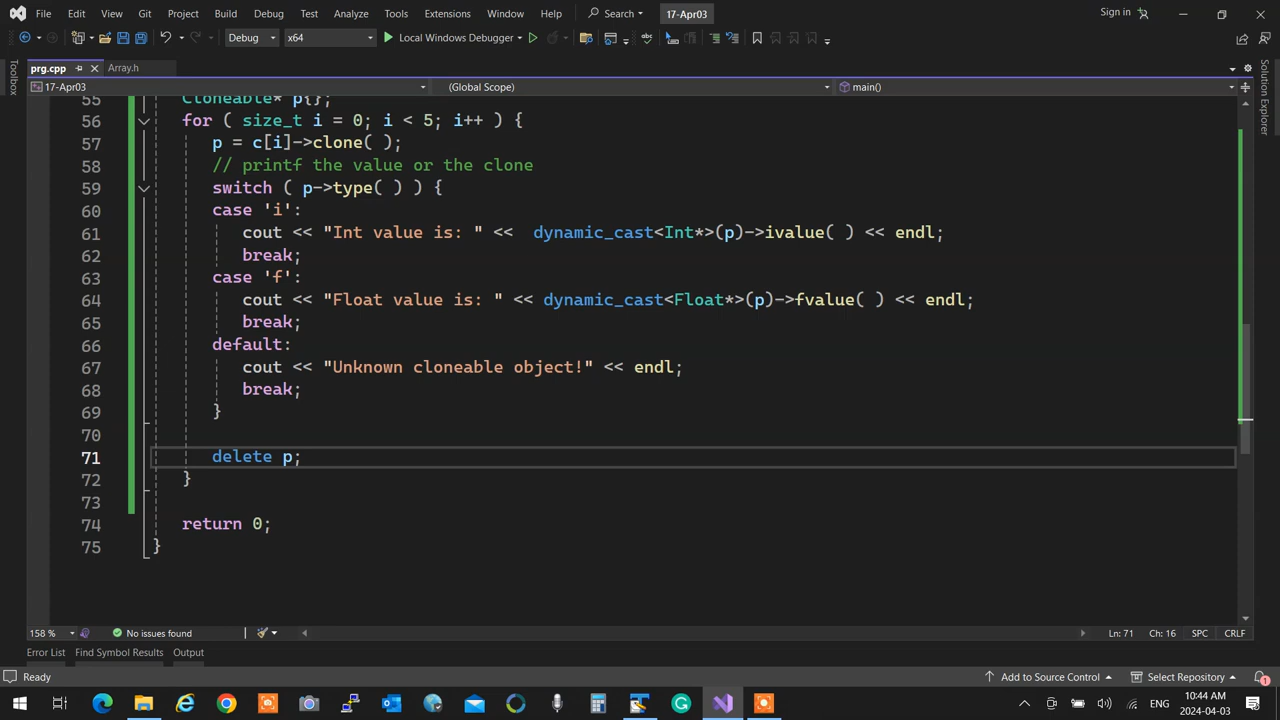 File Edit View Git Project Build Debug Test Analyze Tools Extensions Window Help Search 17-Apr03 Sign in
Debug x64 Local Windows Debugger
Toolbox
prg.cpp Array.h
17-Apr03 (Global Scope) main()
Solution Explorer
55 Cloneable* p{};
56 for ( size_t i = 0; i < 5; i++ ) {
57 p = c[i]->clone( );
58 // printf the value or the clone
59 switch ( p->type( ) ) {
60 case 'i':
61 cout << "Int value is: " << dynamic_cast<Int*>(p)->ivalue( ) << endl;
62 break;
63 case 'f':
64 cout << "Float value is: " << dynamic_cast<Float*>(p)->fvalue( ) << endl;
65 break;
66 default:
67 cout << "Unknown cloneable object!" << endl;
68 break;
69 }
70
71 delete p;
72 }
73
74 return 0;
75 }
158 % No issues found Ln: 71 Ch: 16 SPC CRLF
Error List Find Symbol Results Output
Ready Add to Source Control Select Repository 1
ENG 10:44 AM
2024-04-03